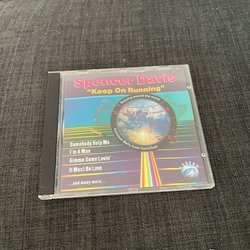 Spencer Davis
"Keep On Running"
Somebody Help Me
I'm A Man
Gimme Some Lovin'
It Must Be Love
...and many more...